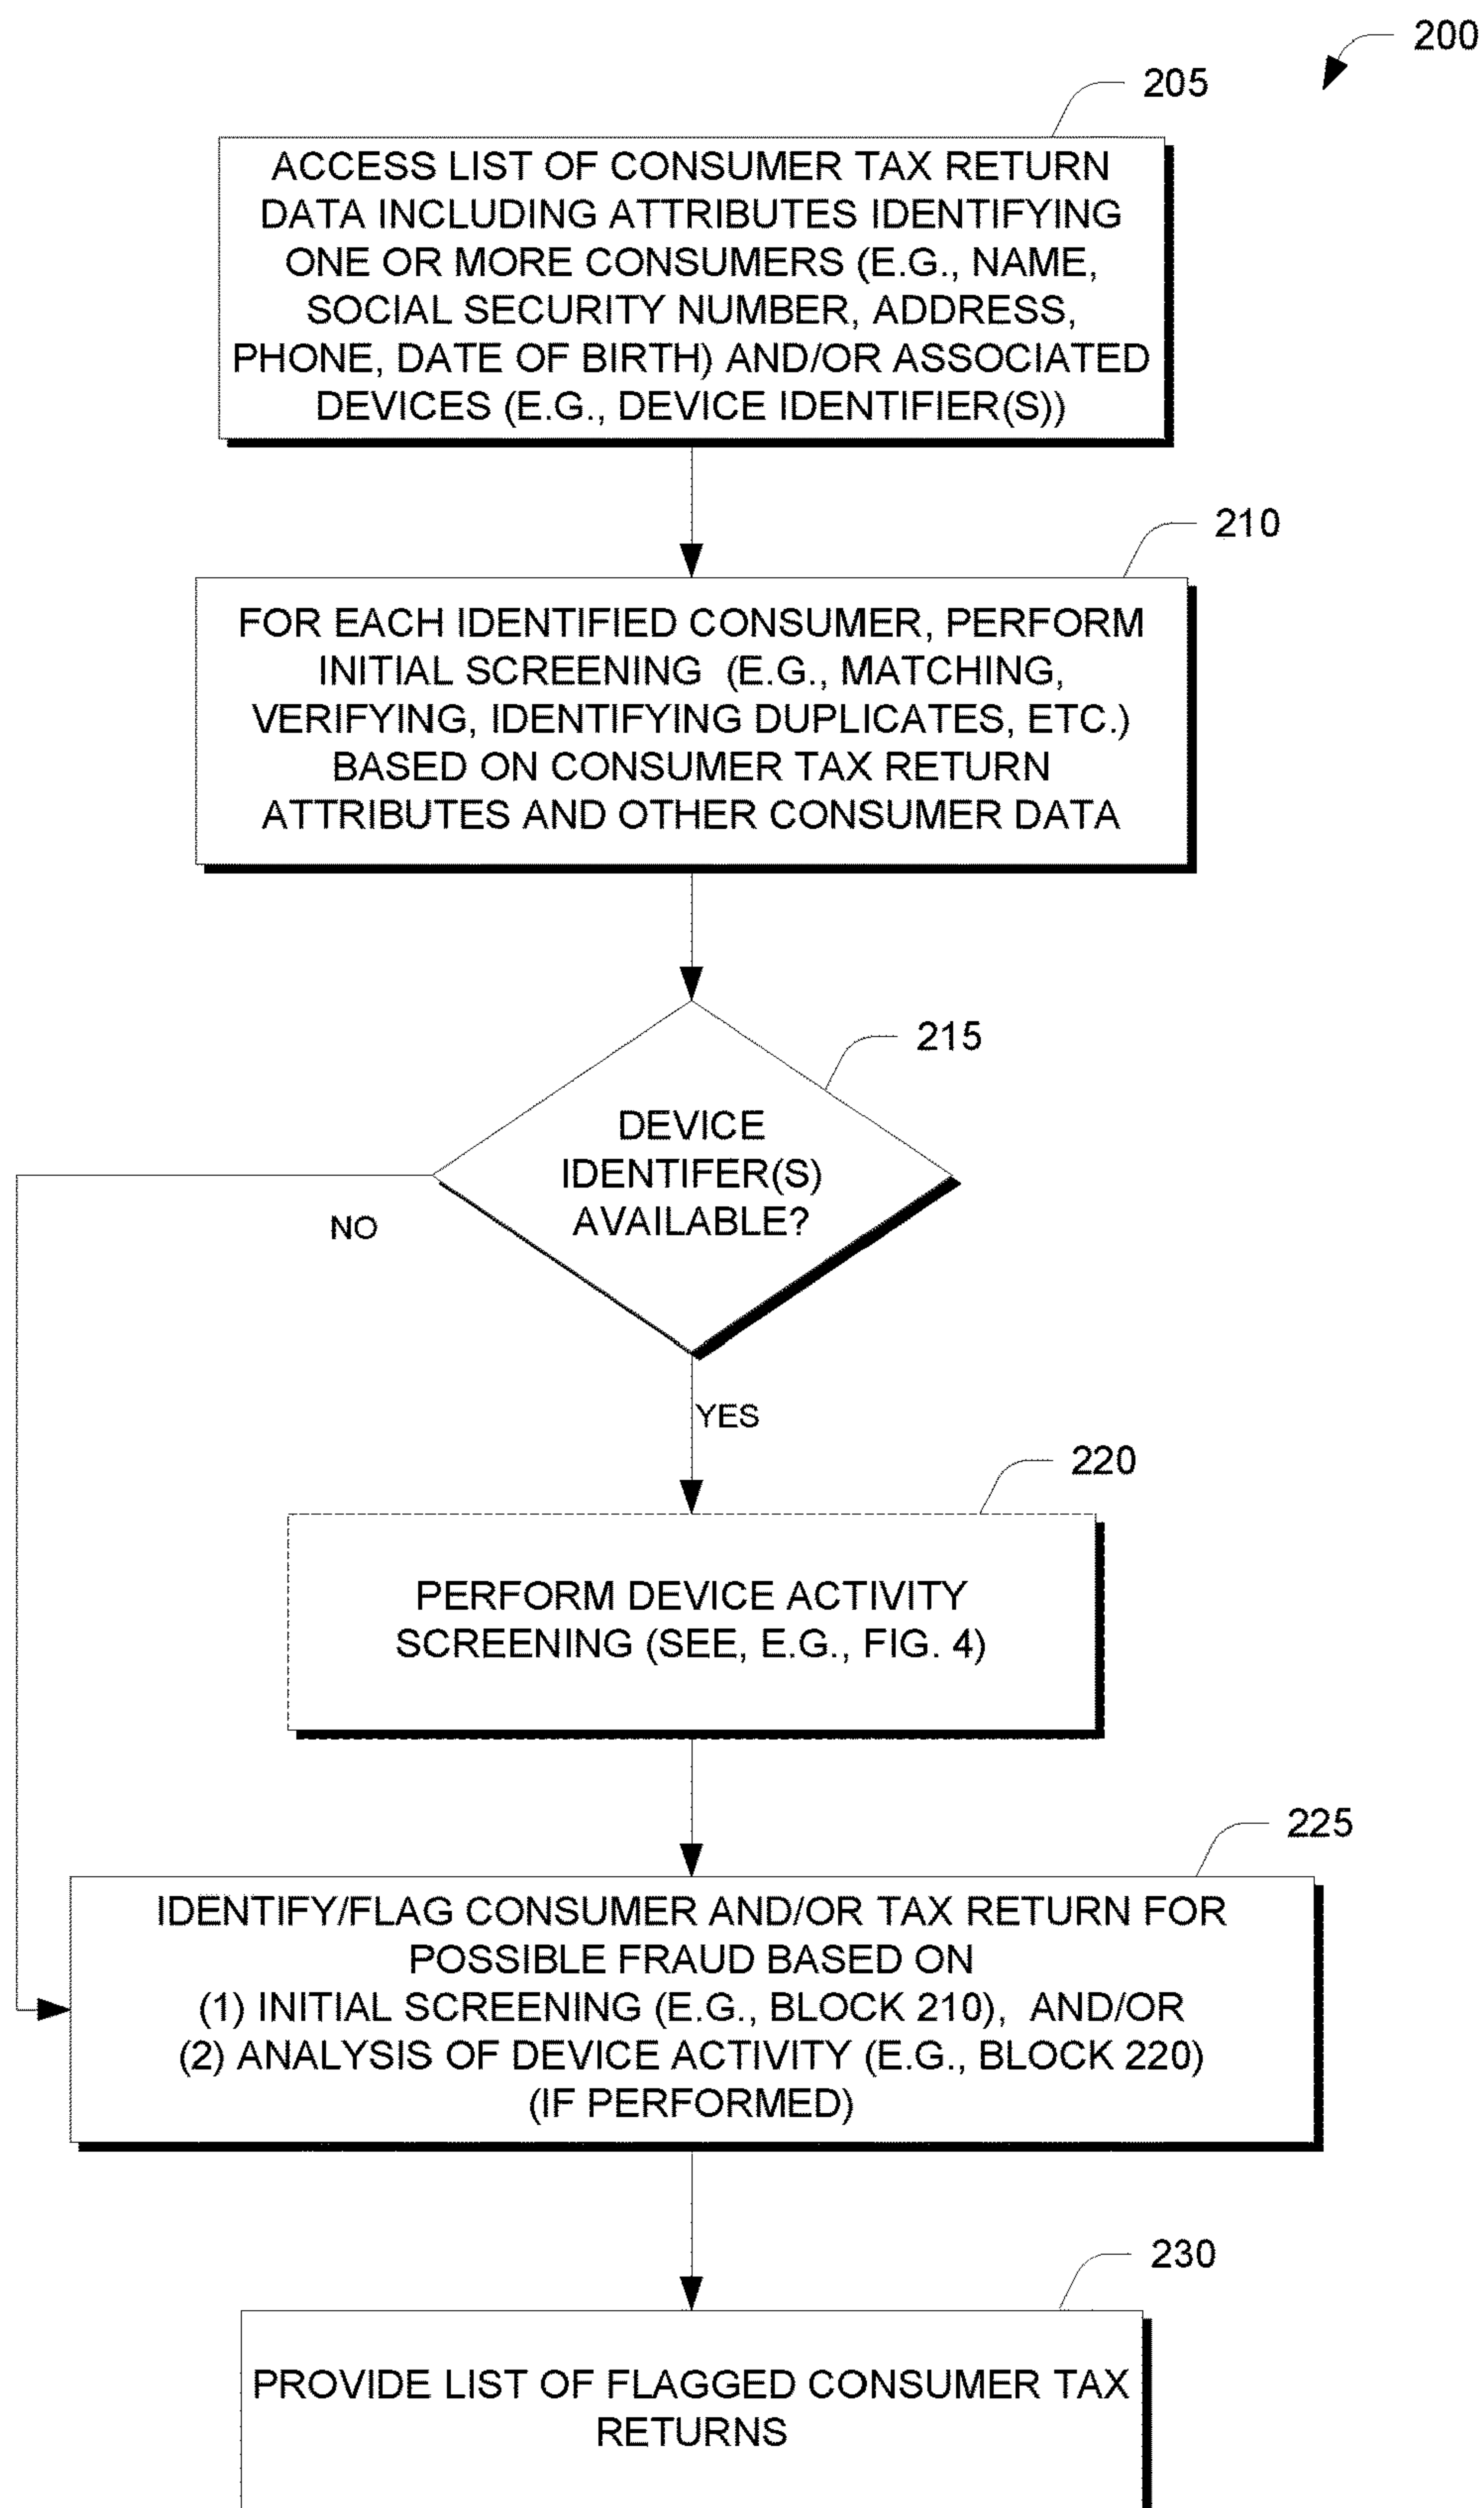 200
205
ACCESS LIST OF CONSUMER TAX RETURN
DATA INCLUDING ATTRIBUTES IDENTIFYING
ONE OR MORE CONSUMERS (E.G., NAME,
SOCIAL SECURITY NUMBER, ADDRESS,
PHONE, DATE OF BIRTH) AND/OR ASSOCIATED
DEVICES (E.G., DEVICE IDENTIFIER(S))
210
FOR EACH IDENTIFIED CONSUMER, PERFORM
INITIAL SCREENING (E.G., MATCHING,
VERIFYING, IDENTIFYING DUPLICATES, ETC.)
BASED ON CONSUMER TAX RETURN
ATTRIBUTES AND OTHER CONSUMER DATA
215
DEVICE
IDENTIFER(S)
AVAILABLE?
NO
YES
220
PERFORM DEVICE ACTIVITY
SCREENING (SEE, E.G., FIG. 4)
225
IDENTIFY/FLAG CONSUMER AND/OR TAX RETURN FOR
POSSIBLE FRAUD BASED ON
(1) INITIAL SCREENING (E.G., BLOCK 210), AND/OR
(2) ANALYSIS OF DEVICE ACTIVITY (E.G., BLOCK 220)
(IF PERFORMED)
230
PROVIDE LIST OF FLAGGED CONSUMER TAX
RETURNS